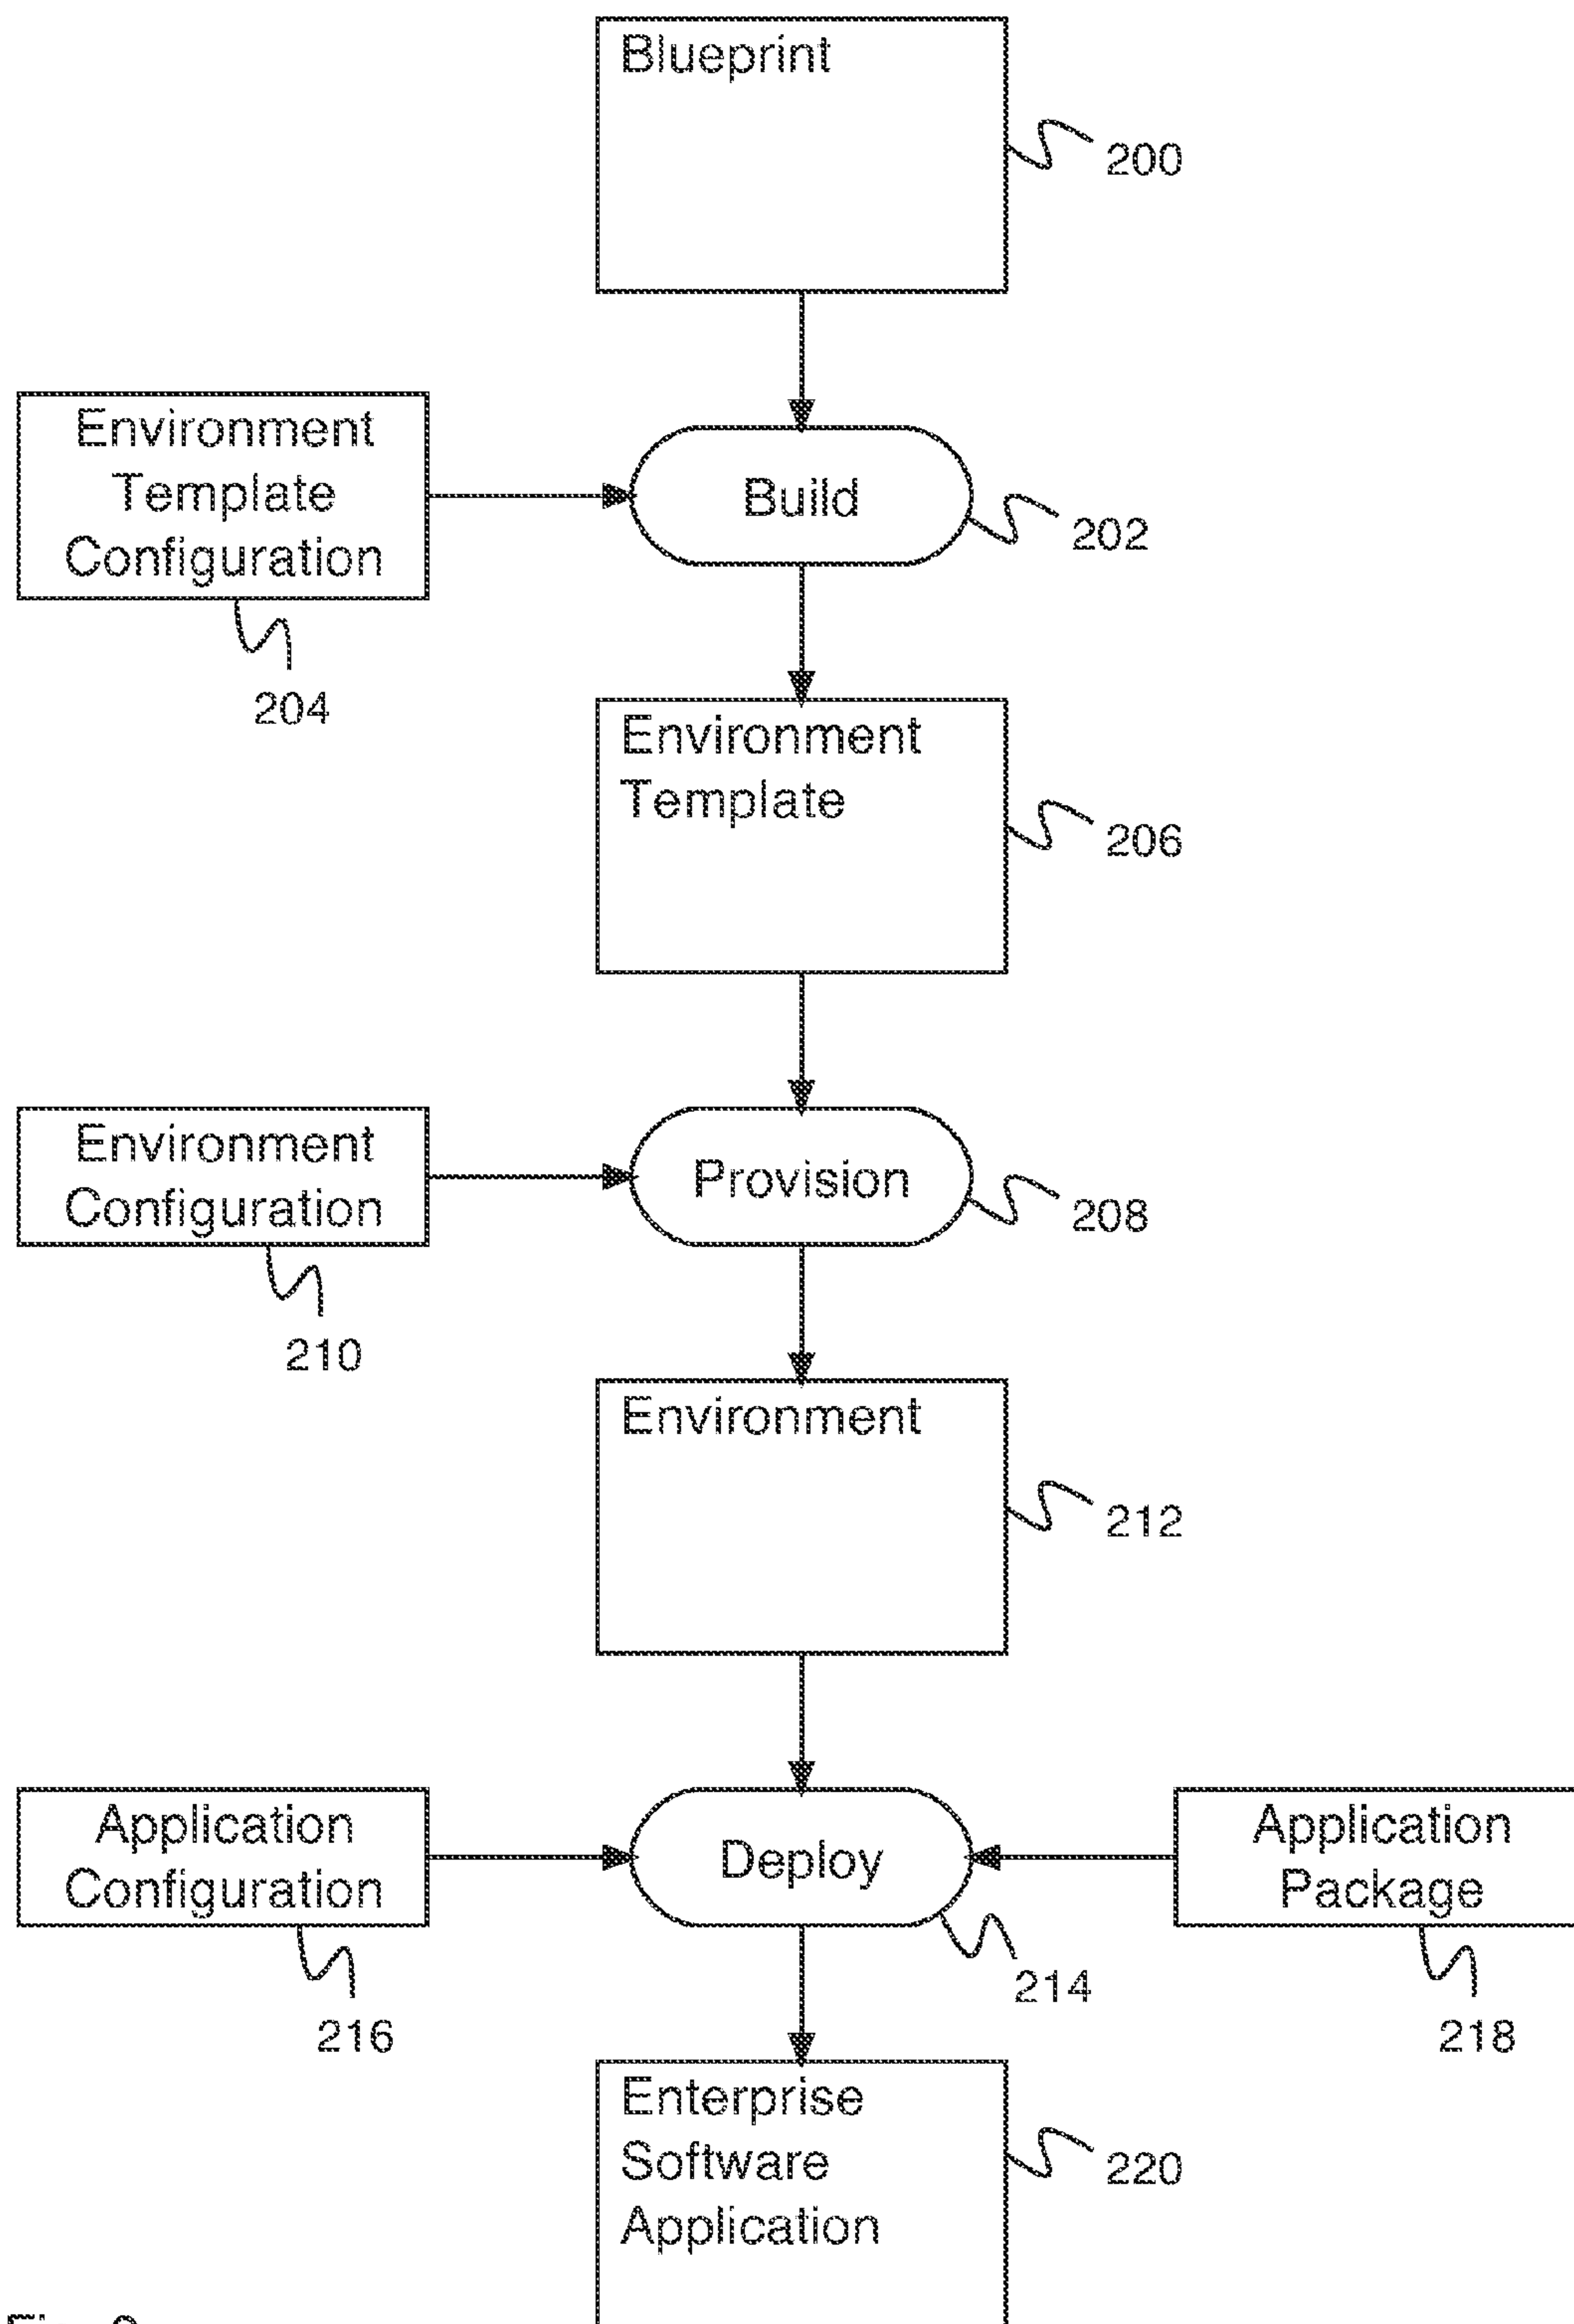 Blueprint
200
Environment
Template
Configuration
204
Build
202
Environment
Template
206
Environment
Configuration
210
Provision
208
Environment
212
Application
Configuration
216
Deploy
214
Application
Package
218
Enterprise
Software
Application
220